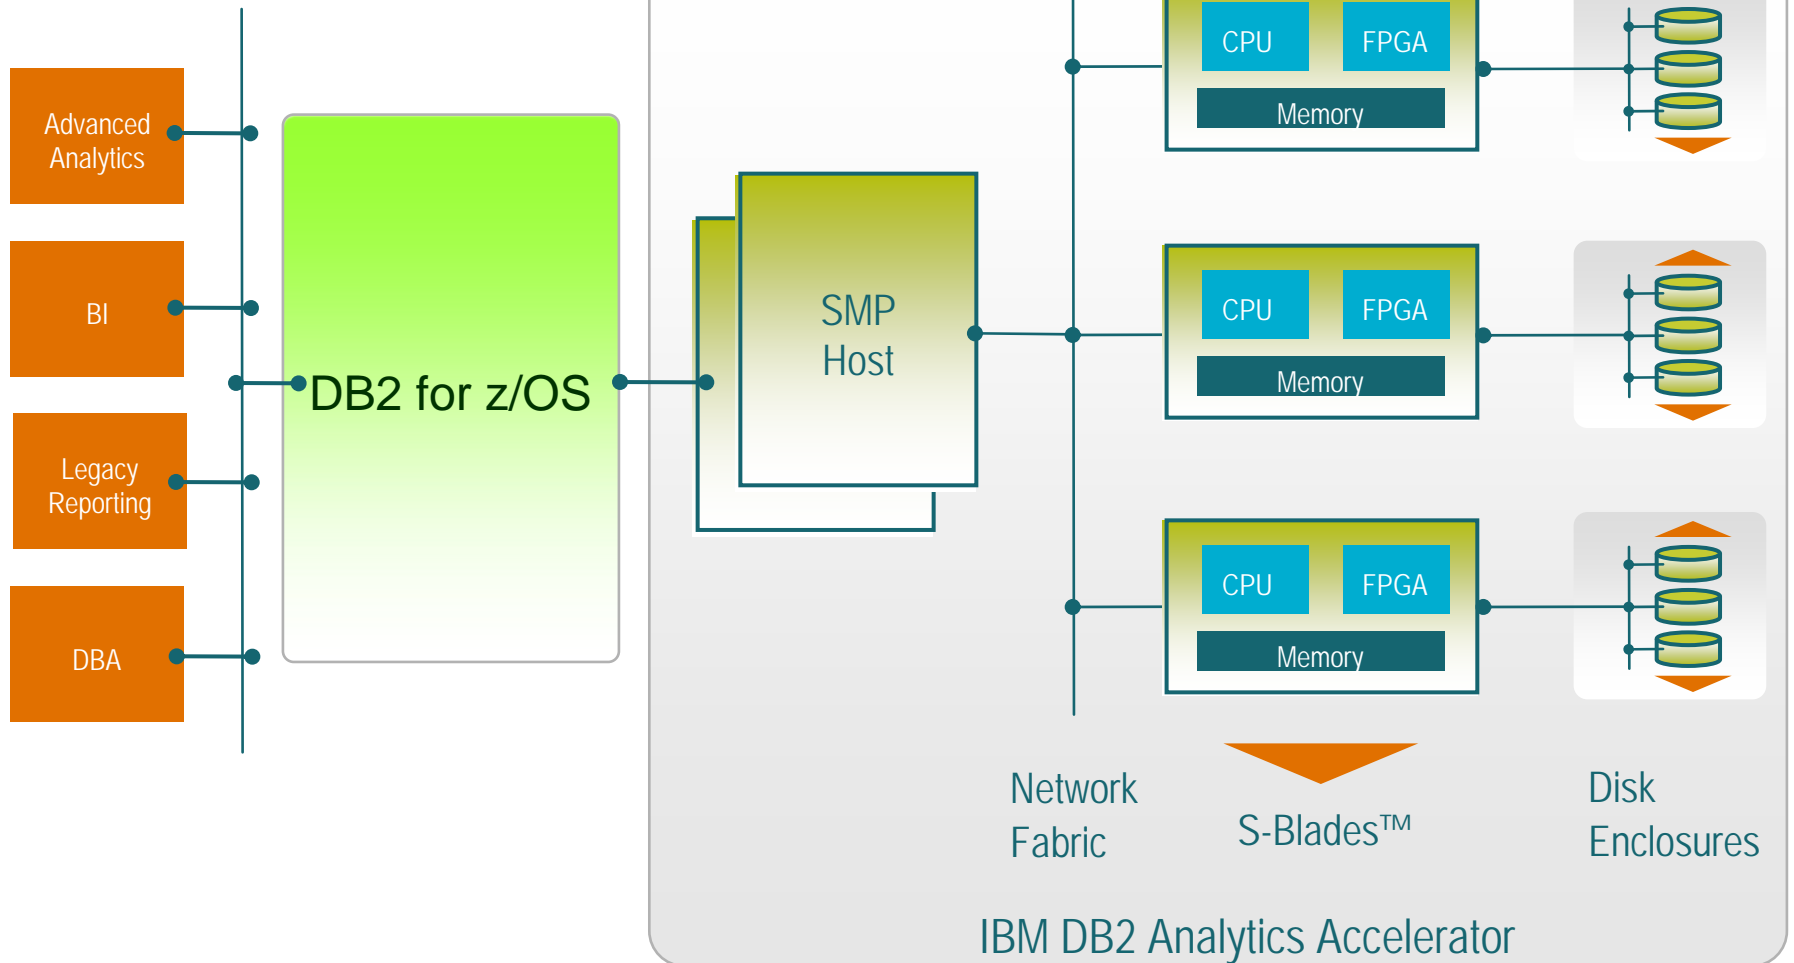 Advanced
Analytics
BI
Legacy
Reporting
DBA
DB2 for z/OS
SMP
Host
CPU
FPGA
Memory
CPU
FPGA
Memory
CPU
FPGA
Memory
Network
Fabric
S-Blades™
Disk
Enclosures
IBM DB2 Analytics Accelerator